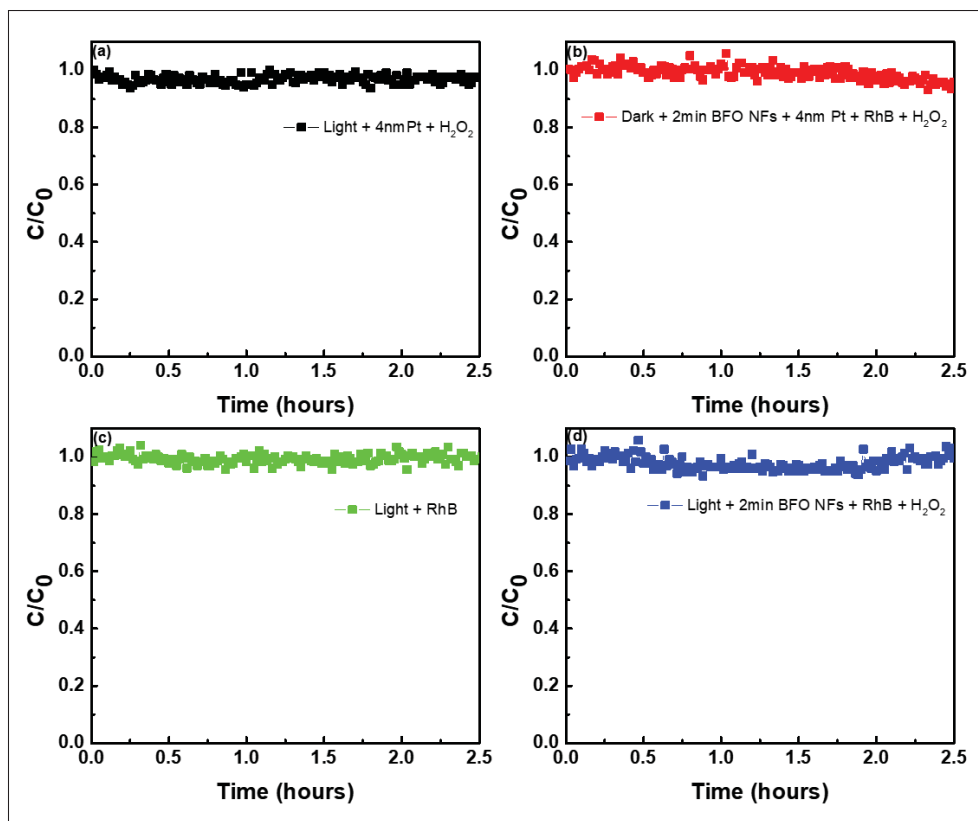 (a)
1.0
0.8
0.6
0.4
0.2
0.0
C/C₀
Light + 4nm Pt + H₂O₂
0.0 0.5 1.0 1.5 2.0 2.5
Time (hours)
(b)
1.0
0.8
0.6
0.4
0.2
0.0
C/C₀
Dark + 2min BFO NFs + 4nm Pt + RhB + H₂O₂
0.0 0.5 1.0 1.5 2.0 2.5
Time (hours)
(c)
1.0
0.8
0.6
0.4
0.2
0.0
C/C₀
Light + RhB
0.0 0.5 1.0 1.5 2.0 2.5
Time (hours)
(d)
1.0
0.8
0.6
0.4
0.2
0.0
C/C₀
Light + 2min BFO NFs + RhB + H₂O₂
0.0 0.5 1.0 1.5 2.0 2.5
Time (hours)